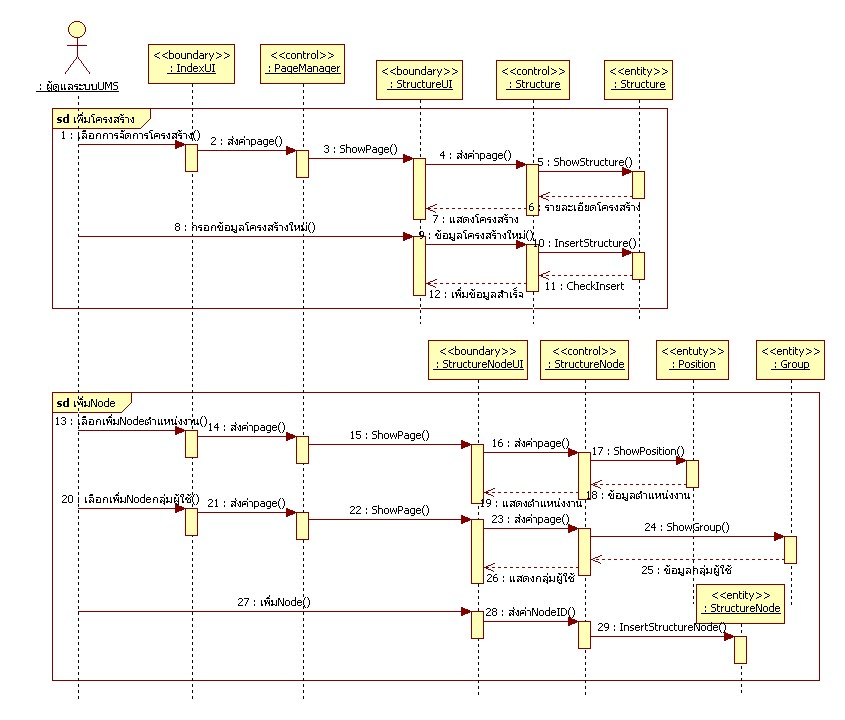 : ผู้ดูแลระบบUMS
<<boundary>>
: IndexUI
<<control>>
: PageManager
<<boundary>>
: StructureUI
<<control>>
: Structure
<<entity>>
: Structure
sd เพิ่มโครงสร้าง
1 : เลือกการจัดการโครงสร้าง()
2 : ส่งค่าpage()
3 : ShowPage()
4 : ส่งค่าpage()
5 : ShowStructure()
6 : รายละเอียดโครงสร้าง
7 : แสดงโครงสร้าง
8 : กรอกข้อมูลโครงสร้างใหม่()
9 : ข้อมูลโครงสร้างใหม่()
10 : InsertStructure()
11 : CheckInsert
12 : เพิ่มข้อมูลสำเร็จ
<<boundary>>
: StructureNodeUI
<<control>>
: StructureNode
<<entuty>>
: Position
<<entity>>
: Group
sd เพิ่มNode
13 : เลือกเพิ่มNodeตำแหน่งงาน()
14 : ส่งค่าpage()
15 : ShowPage()
16 : ส่งค่าpage()
17 : ShowPosition()
18 : ข้อมูลตำแหน่งงาน
19 : แสดงตำแหน่งงาน
20 : เลือกเพิ่มNodeกลุ่มผู้ใช้()
21 : ส่งค่าpage()
22 : ShowPage()
23 : ส่งค่าpage()
24 : ShowGroup()
25 : ข้อมูลกลุ่มผู้ใช้
26 : แสดงกลุ่มผู้ใช้
<<entity>>
: StructureNode
27 : เพิ่มNode()
28 : ส่งค่าNodeID()
29 : InsertStructureNode()